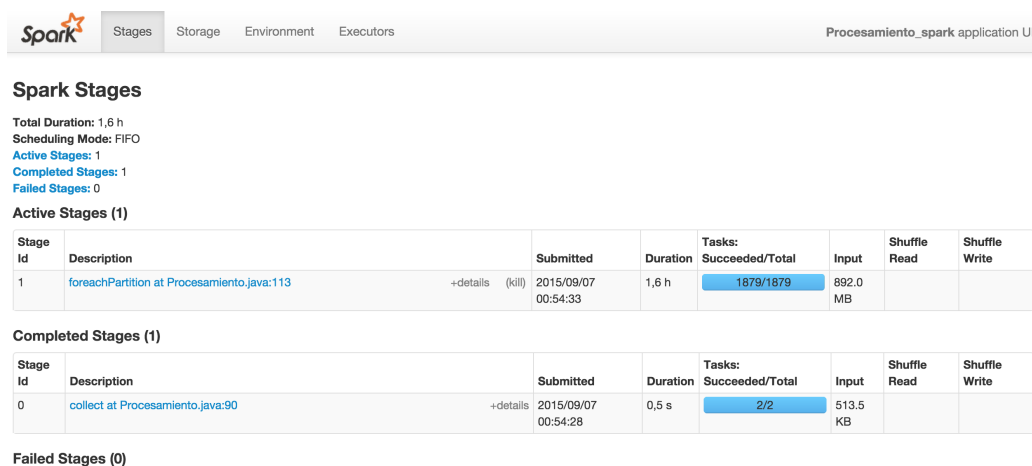 Spark Stages Storage Environment Executors Procesamiento_spark application U
Spark Stages
Total Duration: 1,6 h
Scheduling Mode: FIFO
Active Stages: 1
Completed Stages: 1
Failed Stages: 0
Active Stages (1)
Stage Id Description Submitted Duration Tasks: Succeeded/Total Input Shuffle Read Shuffle Write
1 foreachPartition at Procesamiento.java:113 +details (kill) 2015/09/07 00:54:33 1,6 h 1879/1879 892.0 MB
Completed Stages (1)
Stage Id Description Submitted Duration Tasks: Succeeded/Total Input Shuffle Read Shuffle Write
0 collect at Procesamiento.java:90 +details 2015/09/07 00:54:28 0,5 s 2/2 513.5 KB
Failed Stages (0)